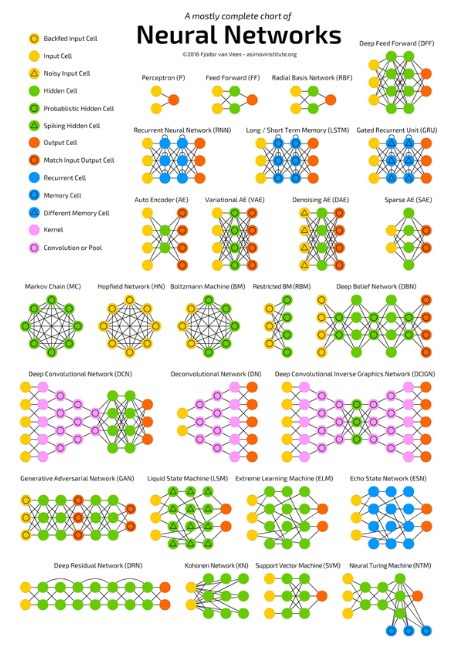 A mostly complete chart of
Neural Networks
©2016 Fjodor van Veen - asimovinstitute.org
Backfed Input Cell
Input Cell
Noisy Input Cell
Hidden Cell
Probablistic Hidden Cell
Spiking Hidden Cell
Output Cell
Match Input Output Cell
Recurrent Cell
Memory Cell
Different Memory Cell
Kernel
Convolution or Pool
Deep Feed Forward (DFF)
Perceptron (P)
Feed Forward (FF)
Radial Basis Network (RBF)
Recurrent Neural Network (RNN)
Long / Short Term Memory (LSTM)
Gated Recurrent Unit (GRU)
Auto Encoder (AE)
Variational AE (VAE)
Denoising AE (DAE)
Sparse AE (SAE)
Markov Chain (MC)
Hopfield Network (HN)
Boltzmann Machine (BM)
Restricted BM (RBM)
Deep Belief Network (DBN)
Deep Convolutional Network (DCN)
Deconvolutional Network (DN)
Deep Convolutional Inverse Graphics Network (DCIGN)
Generative Adversarial Network (GAN)
Liquid State Machine (LSM)
Extreme Learning Machine (ELM)
Echo State Network (ESN)
Deep Residual Network (DRN)
Kohonen Network (KN)
Support Vector Machine (SVM)
Neural Turing Machine (NTM)